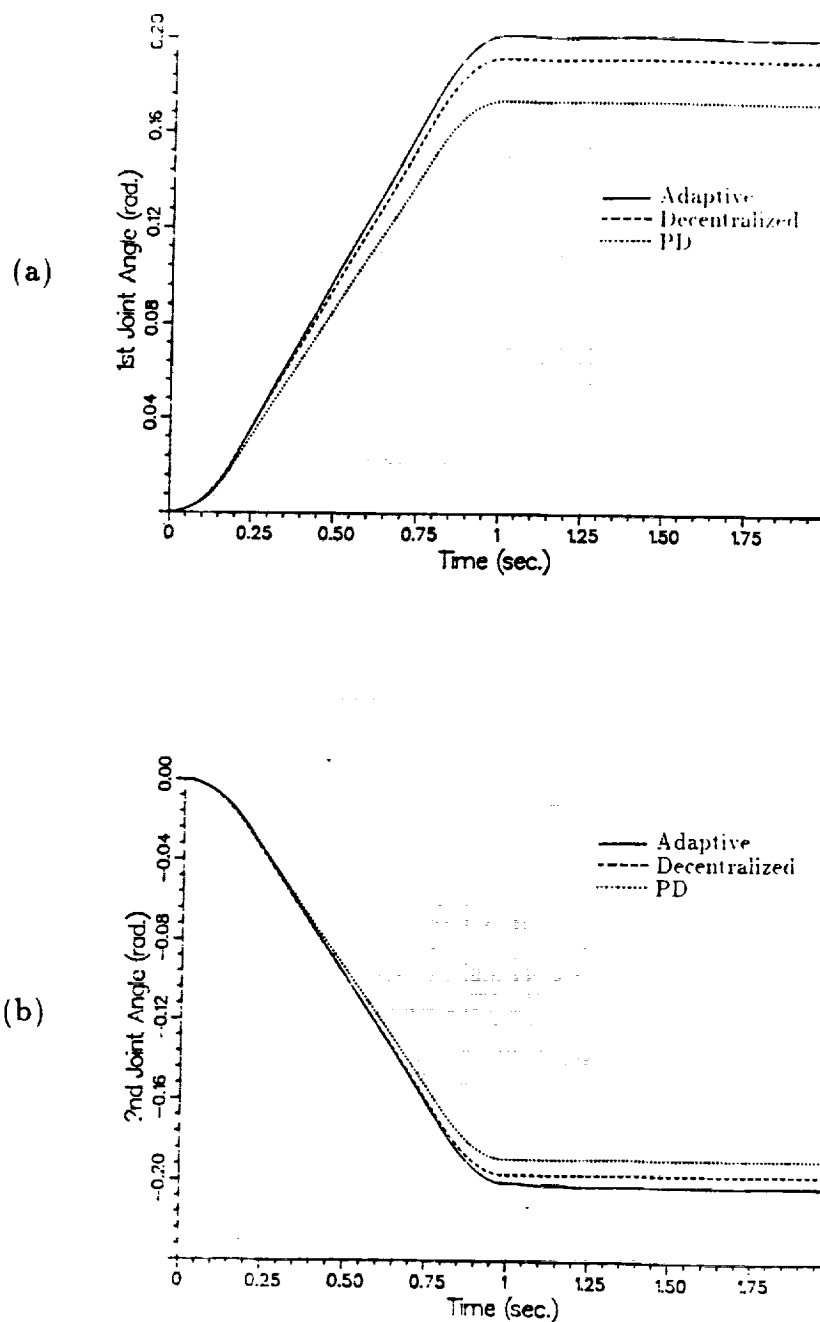 0.20
0.16
0.12
0.08
0.04
1st Joint Angle (rad.)
(a)
Adaptive
Decentralized
PD
0 0.25 0.50 0.75 1 1.25 1.50 1.75
Time (sec.)
0.00
-0.04
-0.08
-0.12
-0.16
-0.20
2nd Joint Angle (rad.)
(b)
Adaptive
Decentralized
PD
0 0.25 0.50 0.75 1 1.25 1.50 1.75
Time (sec.)